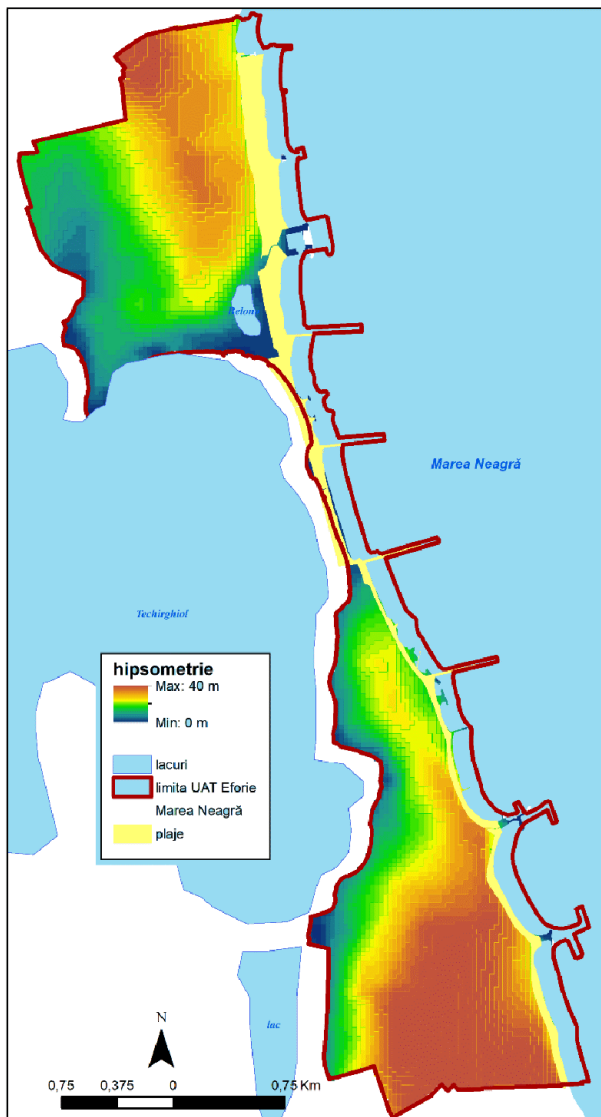 Belona
Marea Neagră
Techirghiol
hipsometrie
Max: 40 m
Min: 0 m
lacuri
limita UAT Eforie
Marea Neagră
plaje
lac
N
0,75 0,375 0 0,75 Km